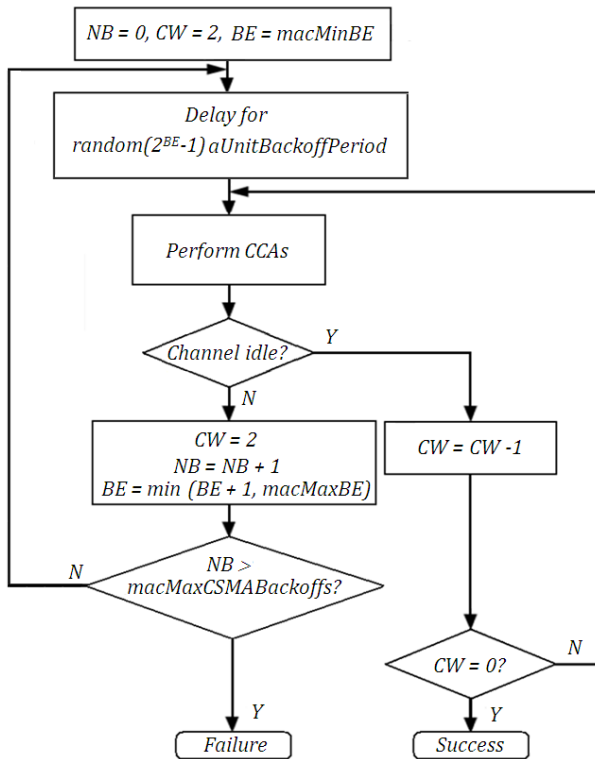 NB = 0, CW = 2, BE = macMinBE
Delay for
random(2^BE-1) aUnitBackoffPeriod
Perform CCAs
Channel idle?
Y
N
CW = 2
NB = NB + 1
BE = min (BE + 1, macMaxBE)
CW = CW -1
NB >
macMaxCSMABackoffs?
N
Y
CW = 0?
N
Y
Failure
Success